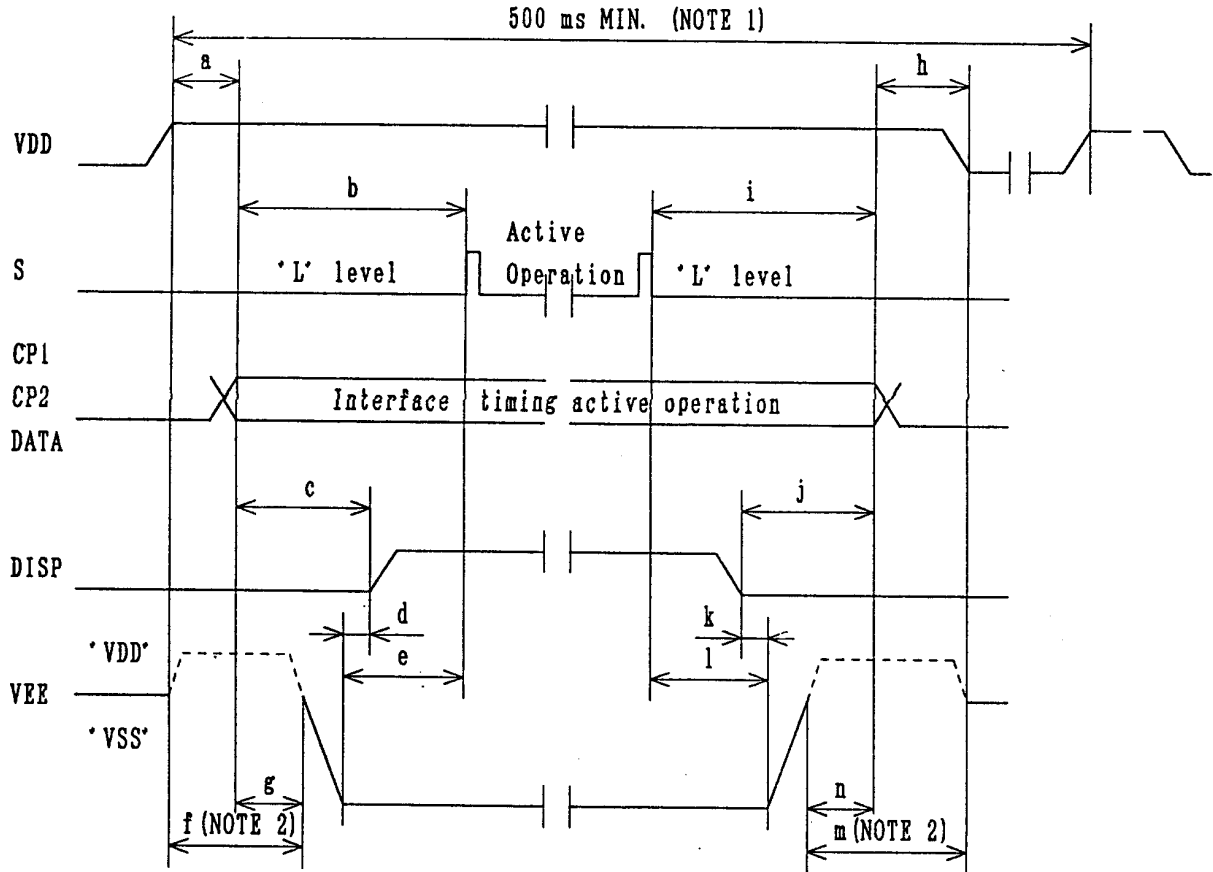 500 ms MIN. (NOTE 1)
a
h
VDD
b
i
Active
S
"L" level
Operation
"L" level
CP1
CP2
Interface timing active operation
DATA
c
j
DISP
d
k
"VDD"
e
l
VEE
"VSS"
g
n
f (NOTE 2)
m (NOTE 2)